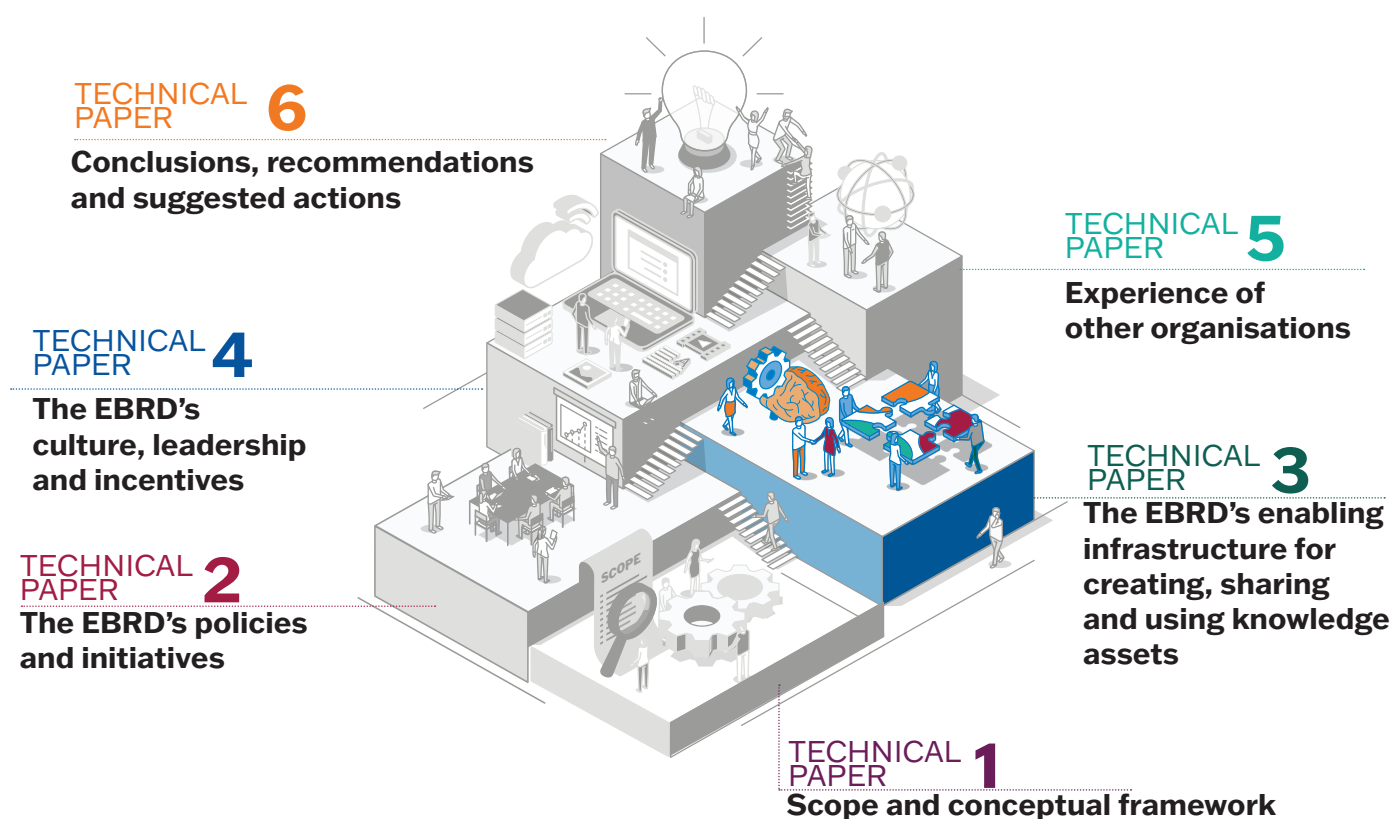 TECHNICAL
PAPER 6
Conclusions, recommendations
and suggested actions
TECHNICAL
PAPER 5
Experience of
other organisations
TECHNICAL
PAPER 4
The EBRD’s
culture, leadership
and incentives
TECHNICAL
PAPER 3
The EBRD’s enabling
infrastructure for
creating, sharing
and using knowledge
assets
TECHNICAL
PAPER 2
The EBRD’s policies
and initiatives
SCOPE
TECHNICAL
PAPER 1
Scope and conceptual framework